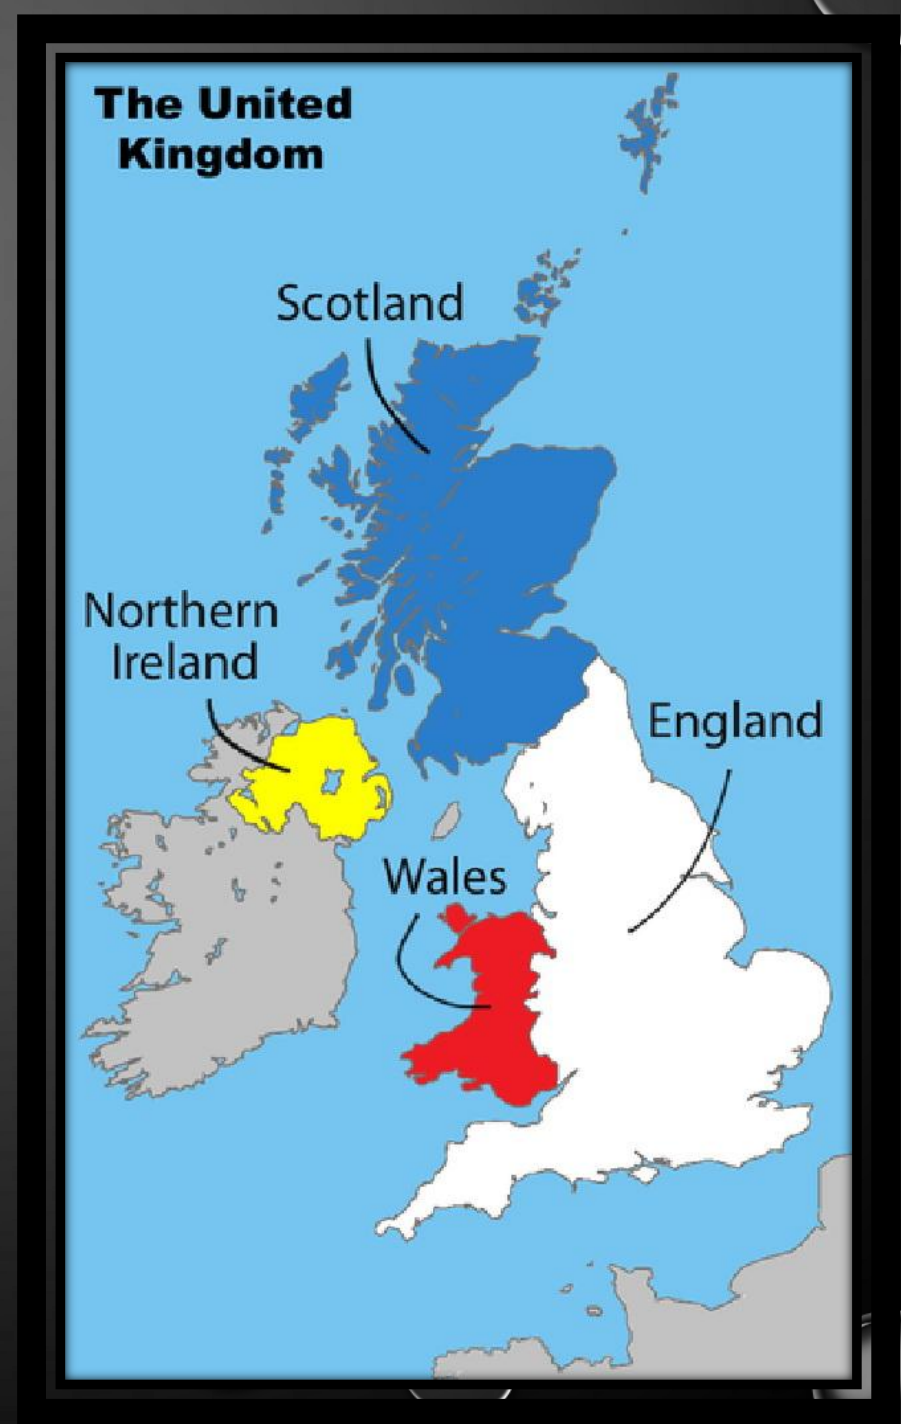 The United
Kingdom
Scotland
Northern
Ireland
England
Wales